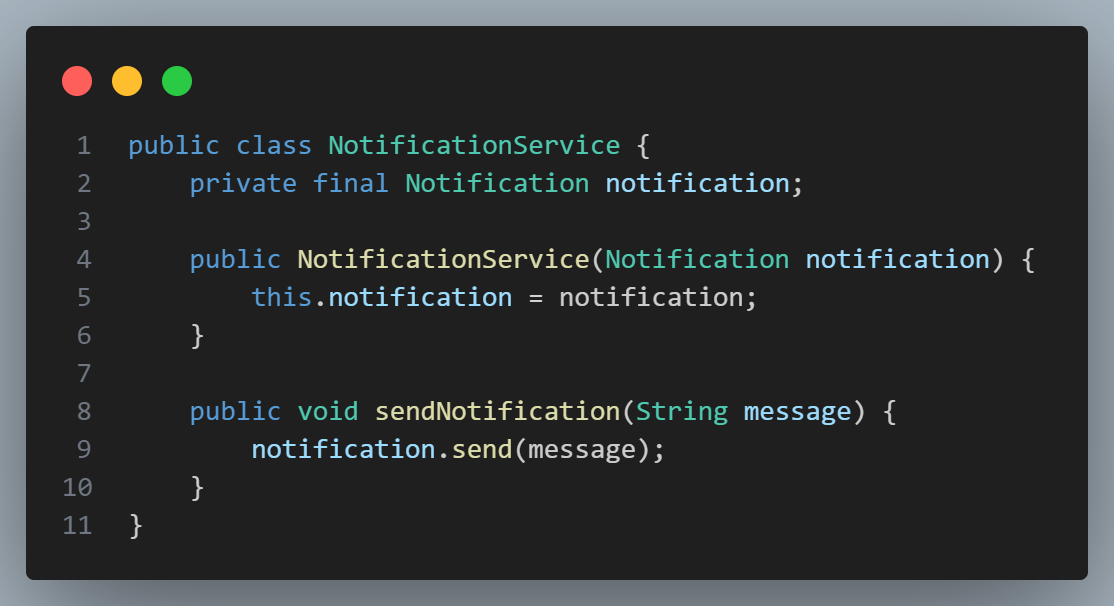 1 public class NotificationService {
2     private final Notification notification;
3
4     public NotificationService(Notification notification) {
5         this.notification = notification;
6     }
7
8     public void sendNotification(String message) {
9         notification.send(message);
10     }
11 }